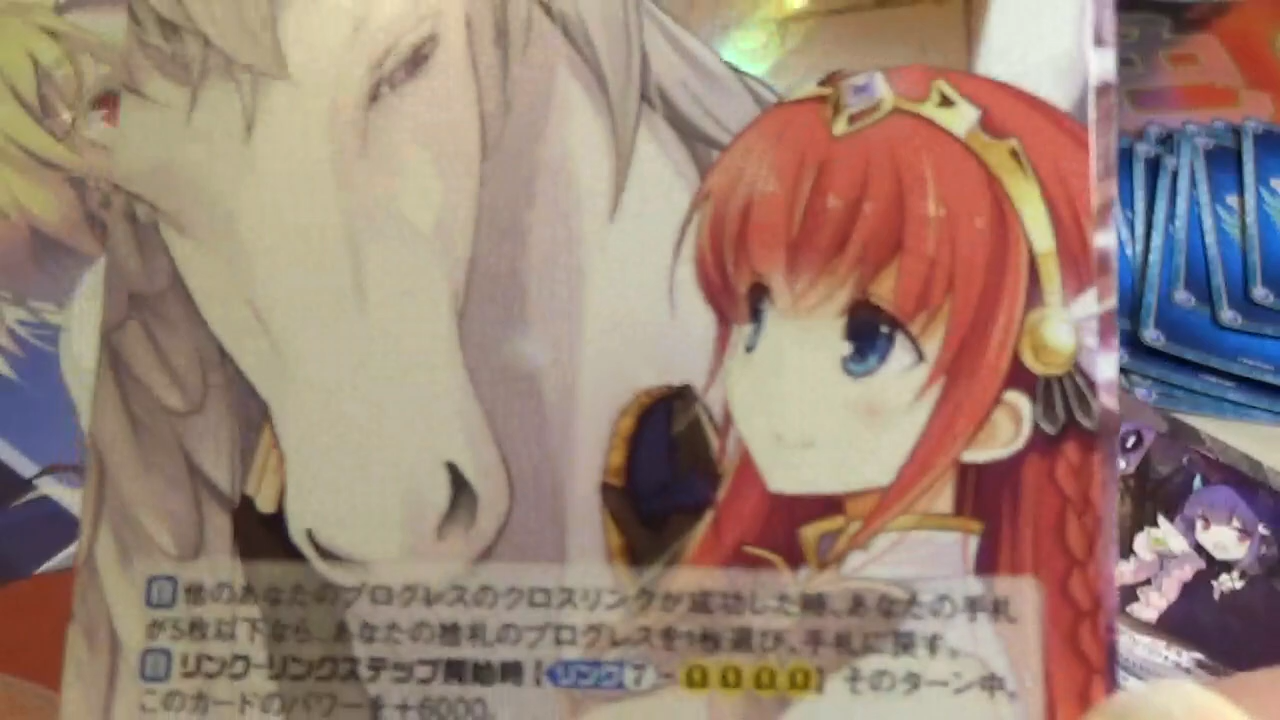 自 他のあなたのプログレスのクロスリンクが成功した時、あなたの手札
が5枚以下なら、あなたの捨札のプログレスを1枚選び、手札に戻す。
自 リンク-リンクステップ開始時【リンク7-Ω Ω Ω Ω】そのターン中、
このカードのパワーを+6000。